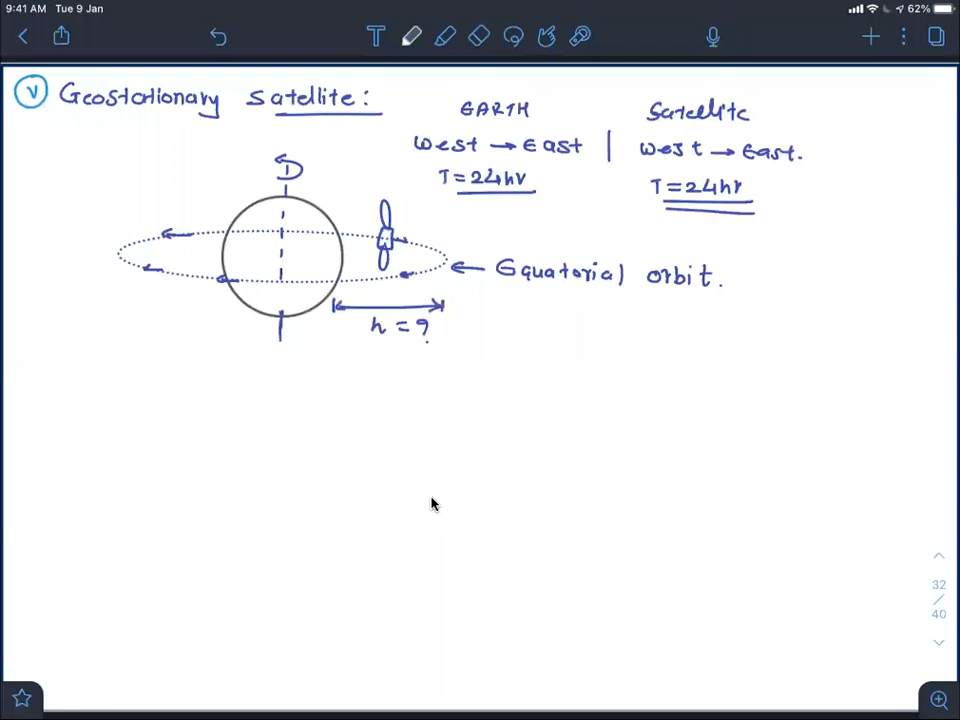 9:41 AM Tue 9 Jan
62%
T
v Geostationary Satellite:
EARTH
West → East
T = 24hr
Satellite
West → East.
T = 24hr
Equatorial orbit.
h = ?
32
/
40